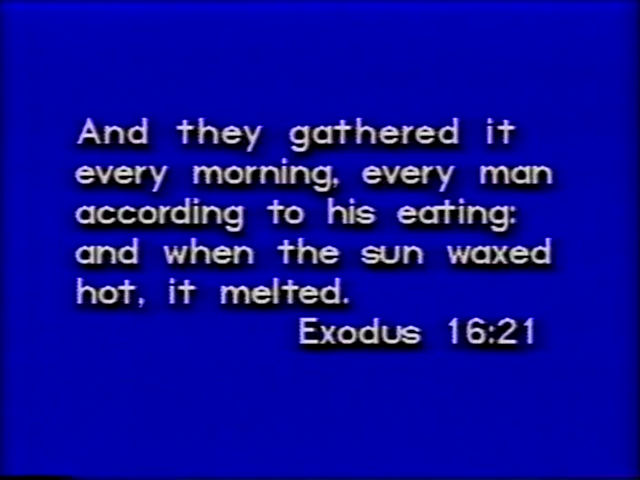 And they gathered it
every morning, every man
according to his eating:
and when the sun waxed
hot, it melted.
Exodus 16:21